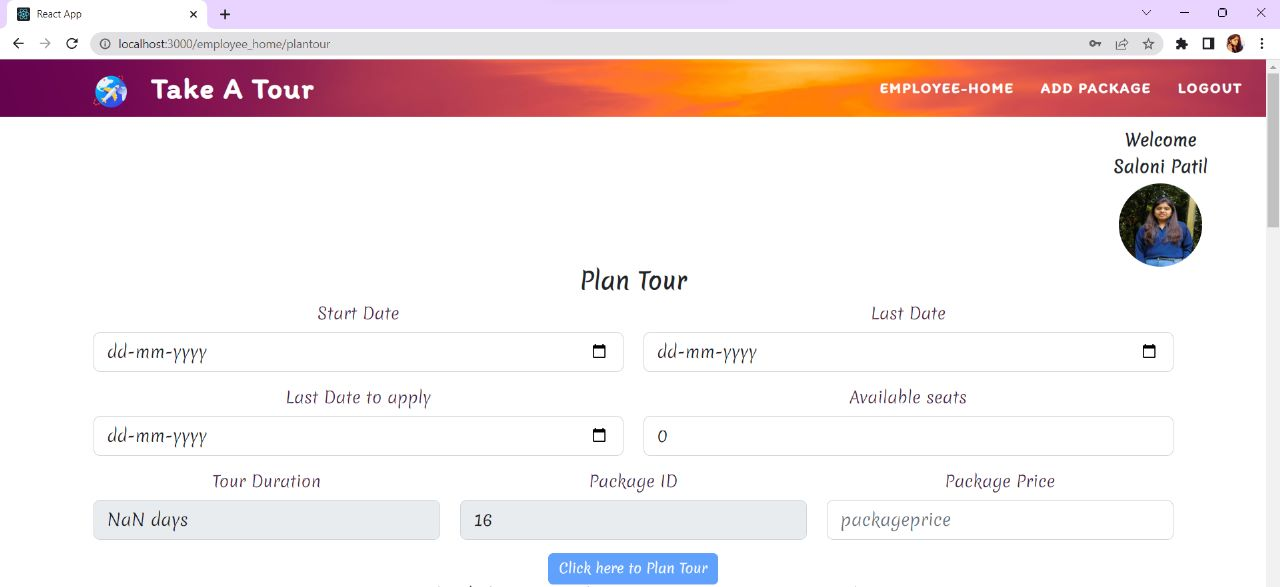 React App
localhost:3000/employee_home/plantour
Take A Tour
EMPLOYEE-HOME ADD PACKAGE LOGOUT
Welcome
Saloni Patil
Plan Tour
Start Date Last Date
dd-mm-yyyy dd-mm-yyyy
Last Date to apply Available seats
dd-mm-yyyy 0
Tour Duration Package ID Package Price
NaN days 16 packageprice
Click here to Plan Tour